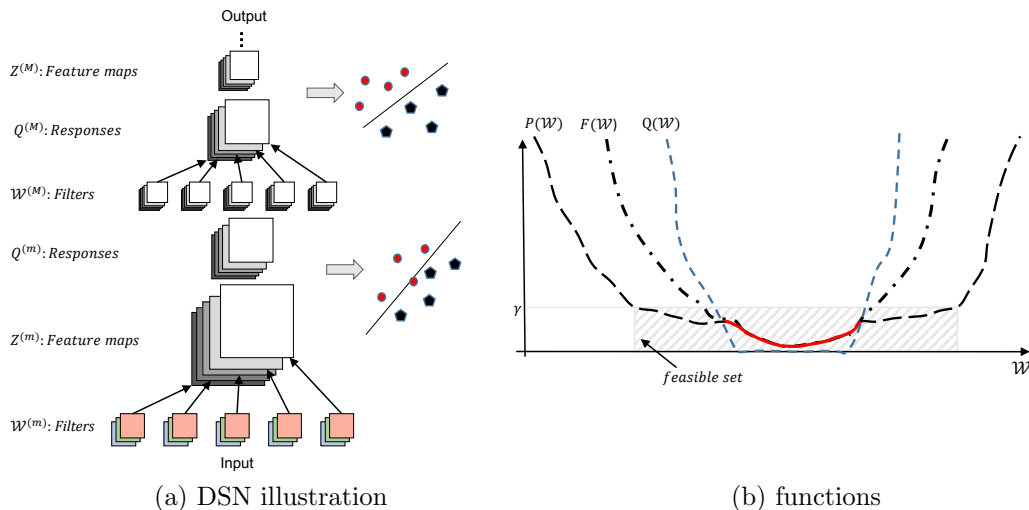 Output
Z^(M): Feature maps
Q^(M): Responses
W^(M): Filters
Q^(m): Responses
Z^(m): Feature maps
W^(m): Filters
Input
(a) DSN illustration
P(W) F(W) Q(W)
γ
feasible set
W
(b) functions